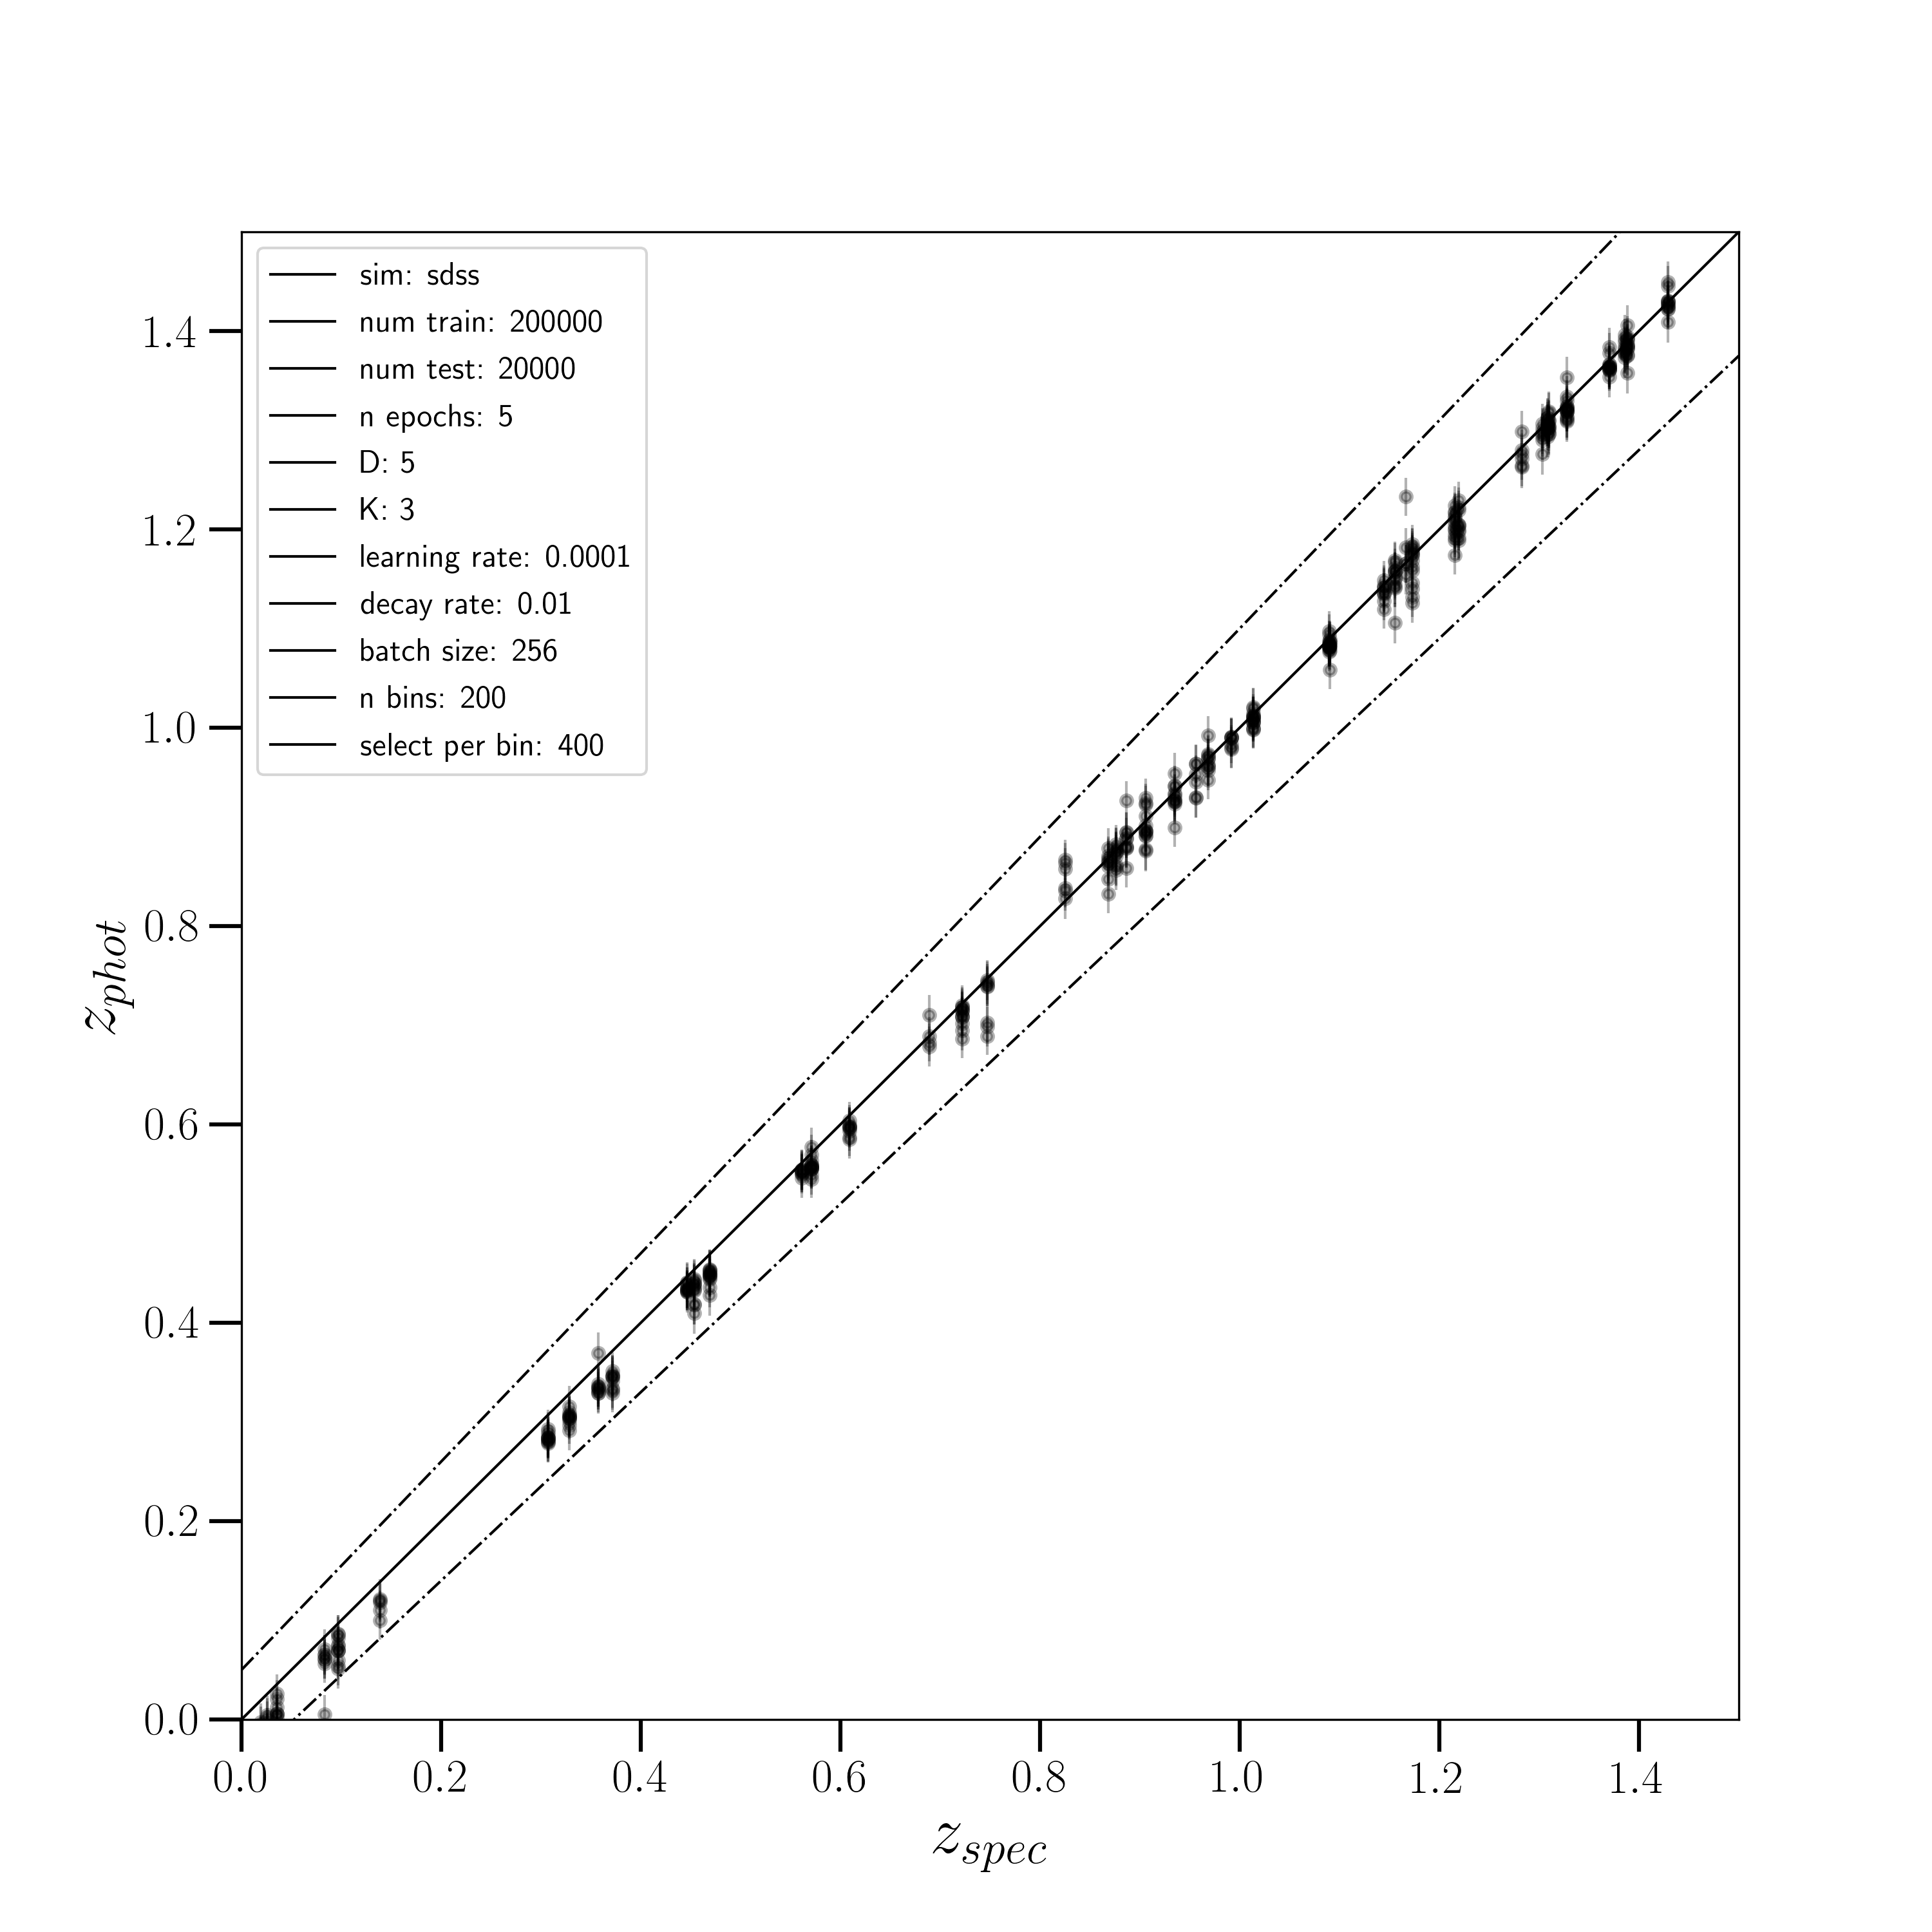 sim: sdss
num train: 200000
num test: 20000
n epochs: 5
D: 5
K: 3
learning rate: 0.0001
decay rate: 0.01
batch size: 256
n bins: 200
select per bin: 400
1.4
1.2
1.0
0.8
0.6
0.4
0.2
0.0
z_phot
0.0 0.2 0.4 0.6 0.8 1.0 1.2 1.4
z_spec